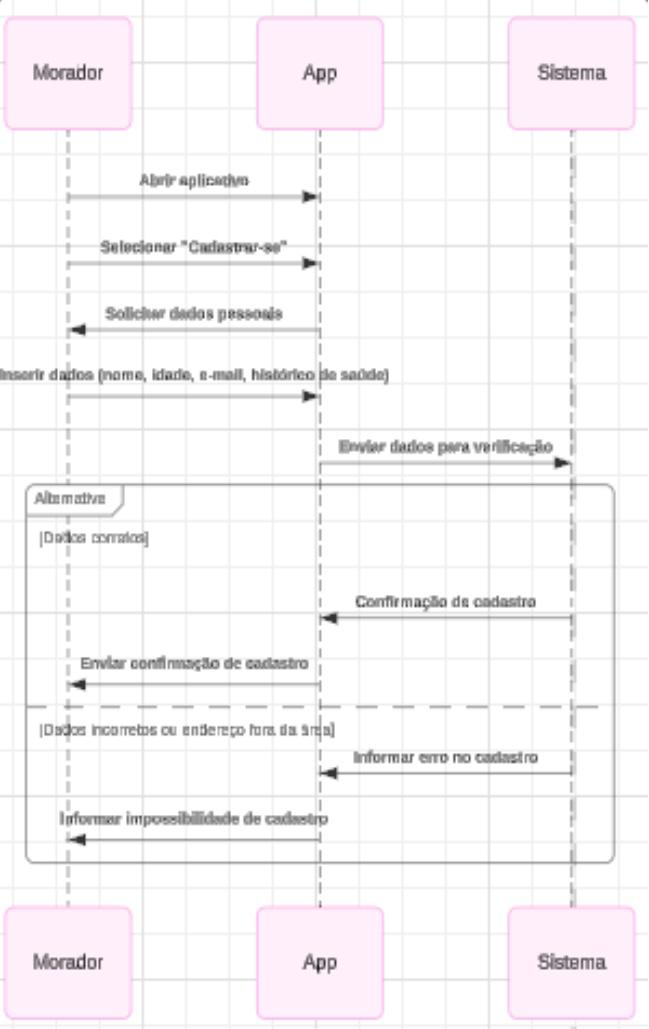 Morador
App
Sistema
Abrir aplicativo
Selecionar "Cadastrar-se"
Solicitar dados pessoais
Inserir dados (nome, idade, e-mail, histórico de saúde)
Enviar dados para verificação
Alternative
[Dados corretos]
Confirmação de cadastro
Enviar confirmação de cadastro
[Dados incorretos ou endereço fora da área]
Informar erro no cadastro
Informar impossibilidade de cadastro
Morador
App
Sistema